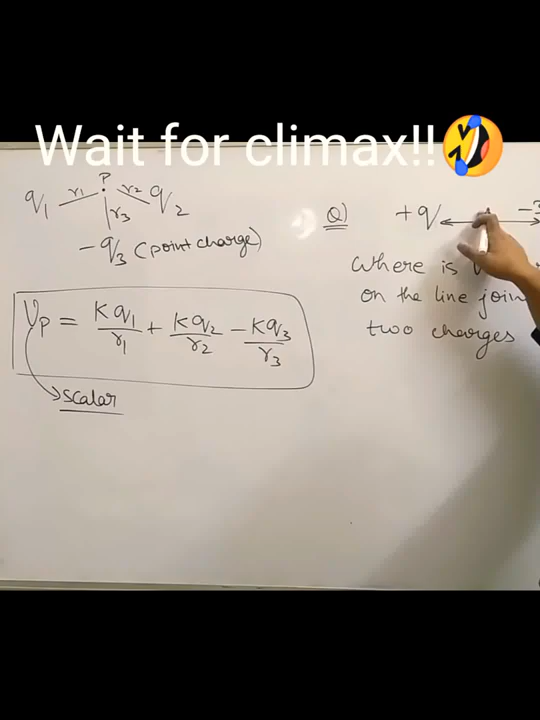 Wait for climax!!🤣
P
q1 r1 r2 q2
r3
-q3 (point charge)
Vp = Kq1/r1 + Kq2/r2 - Kq3/r3
scalar
Q) +q -3
Where is V
on the line join
two charges